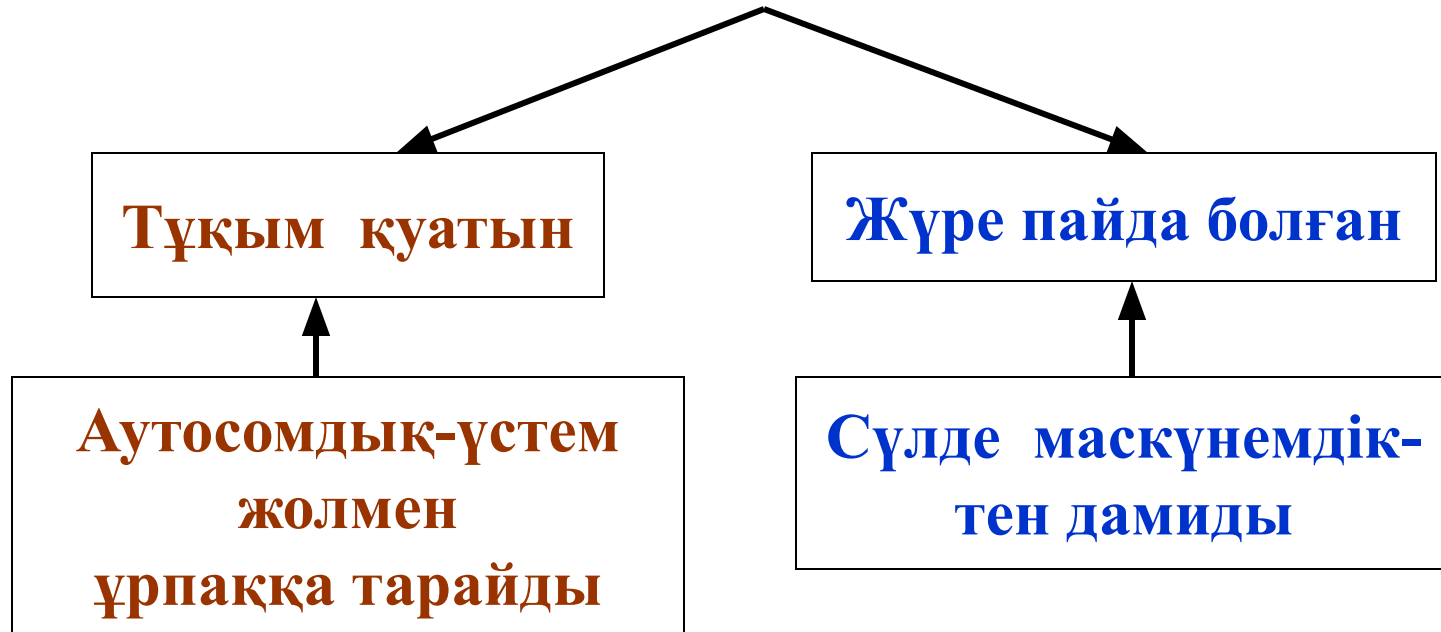 Тұқым қуатын
Жүре пайда болған
Аутосомдық-үстем
жолмен
ұрпаққа тарайды
Сүлде маскүнемдік-
тен дамиды